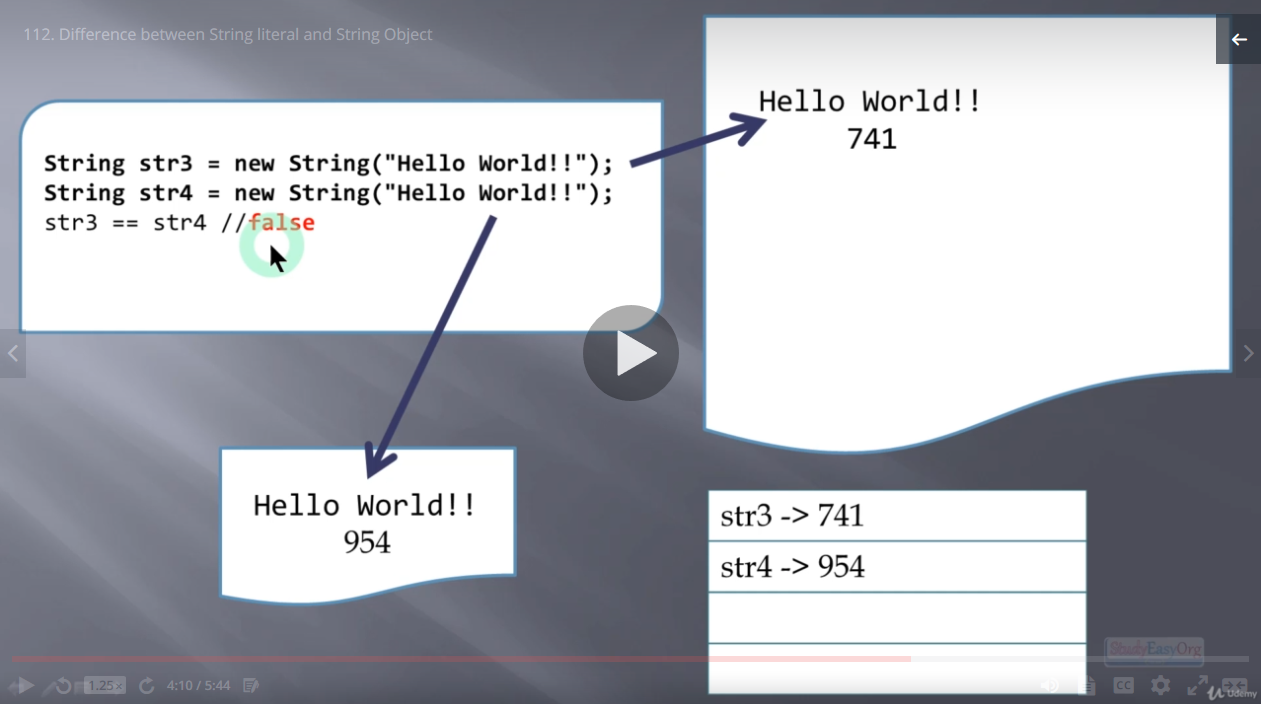 112. Difference between String literal and String Object
String str3 = new String("Hello World!!");
String str4 = new String("Hello World!!");
str3 == str4 //false
Hello World!!
741
Hello World!!
954
str3 -> 741
str4 -> 954
StudyEasyOrg
1.25x
4:10 / 5:44
CC
Udemy